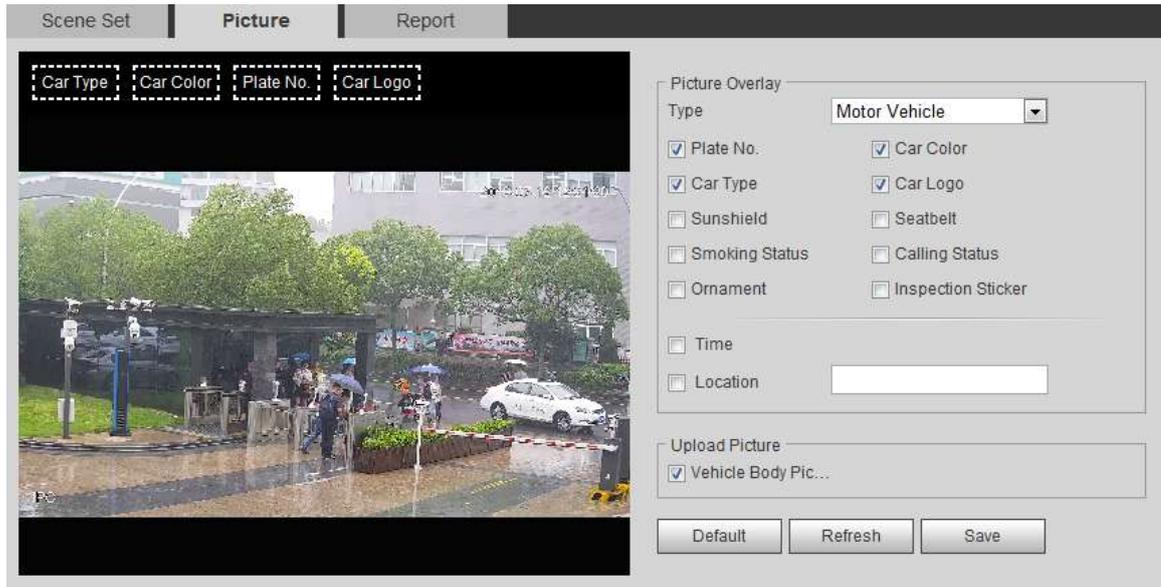 Scene Set Picture Report
Car Type Car Color Plate No. Car Logo
Picture Overlay
Type Motor Vehicle
Plate No. Car Color
Car Type Car Logo
Sunshield Seatbelt
Smoking Status Calling Status
Ornament Inspection Sticker
Time
Location
Upload Picture
Vehicle Body Pic...
Default Refresh Save
IPC